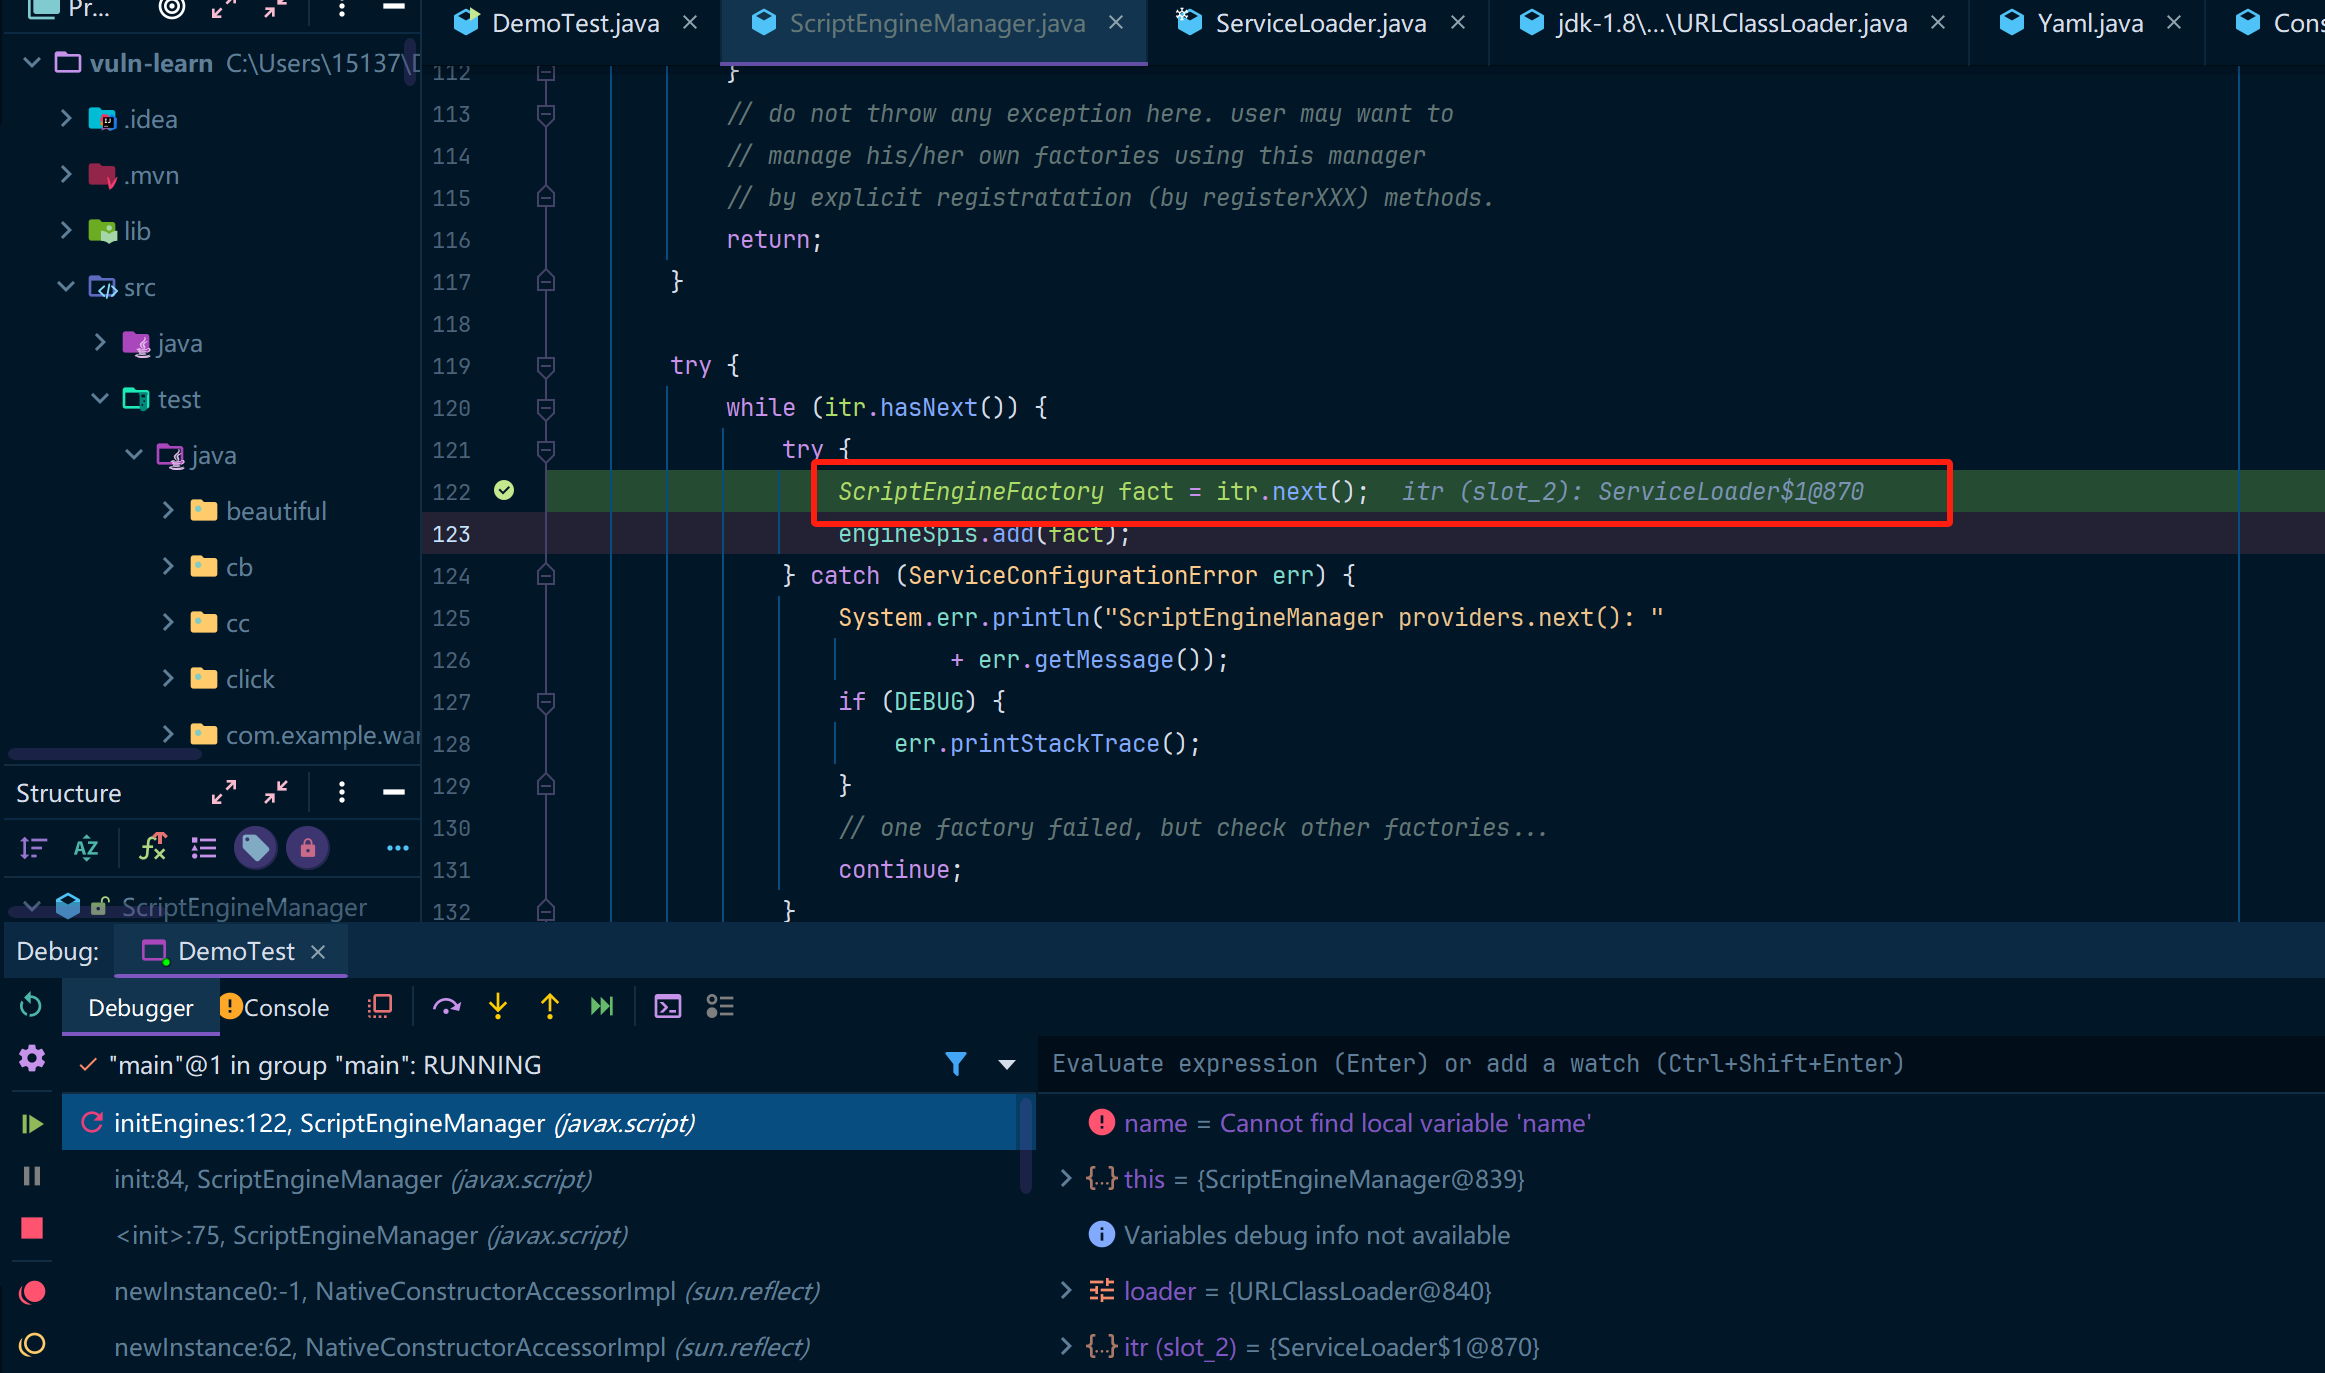 Pr...
DemoTest.java
ScriptEngineManager.java
ServiceLoader.java
jdk-1.8\...\URLClassLoader.java
Yaml.java
Cons
vuln-learn C:\Users\15137\D
.idea
.mvn
lib
src
java
test
java
beautiful
cb
cc
click
com.example.war
112 }
113 // do not throw any exception here. user may want to
114 // manage his/her own factories using this manager
115 // by explicit registratation (by registerXXX) methods.
116 return;
117 }
118
119 try {
120 while (itr.hasNext()) {
121 try {
122 ScriptEngineFactory fact = itr.next(); itr (slot_2): ServiceLoader$1@870
123 engineSpis.add(fact);
124 } catch (ServiceConfigurationError err) {
125 System.err.println("ScriptEngineManager providers.next(): "
126 + err.getMessage());
127 if (DEBUG) {
128 err.printStackTrace();
129 }
130 // one factory failed, but check other factories...
131 continue;
132 }
Structure
ScriptEngineManager
Debug: DemoTest
Debugger Console
"main"@1 in group "main": RUNNING
initEngines:122, ScriptEngineManager (javax.script)
init:84, ScriptEngineManager (javax.script)
<init>:75, ScriptEngineManager (javax.script)
newInstance0:-1, NativeConstructorAccessorImpl (sun.reflect)
newInstance:62, NativeConstructorAccessorImpl (sun.reflect)
Evaluate expression (Enter) or add a watch (Ctrl+Shift+Enter)
name = Cannot find local variable 'name'
this = {ScriptEngineManager@839}
Variables debug info not available
loader = {URLClassLoader@840}
itr (slot_2) = {ServiceLoader$1@870}